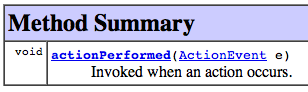 Method Summary
void actionPerformed(ActionEvent e)
Invoked when an action occurs.